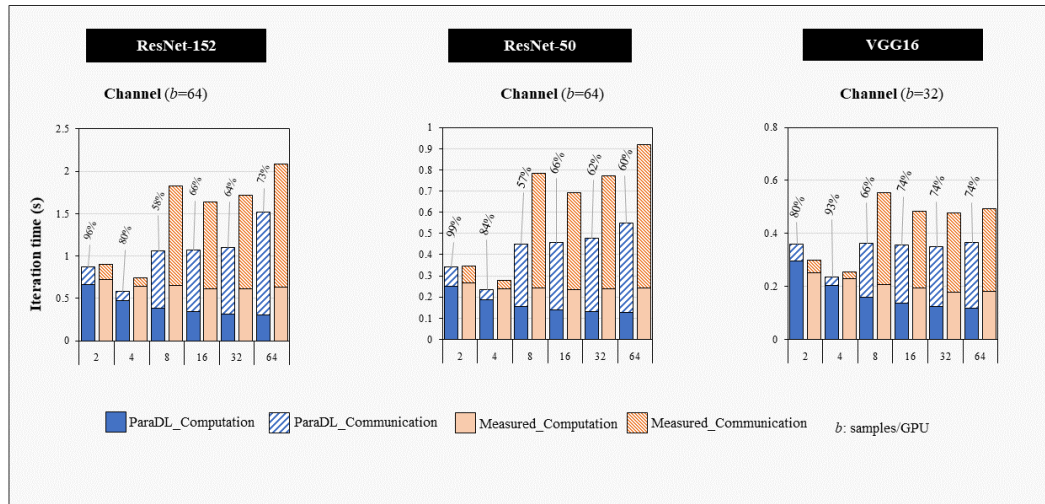 ResNet-152
ResNet-50
VGG16
Channel (b=64)
Channel (b=64)
Channel (b=32)
Iteration time (s)
2.5
2
1.5
1
0.5
0
96%
80%
58%
66%
64%
73%
2 4 8 16 32 64
1
0.9
0.8
0.7
0.6
0.5
0.4
0.3
0.2
0.1
0
99%
84%
57%
66%
62%
60%
2 4 8 16 32 64
0.8
0.6
0.4
0.2
0
80%
93%
66%
74%
74%
74%
2 4 8 16 32 64
ParaDL_Computation
ParaDL_Communication
Measured_Computation
Measured_Communication
b: samples/GPU